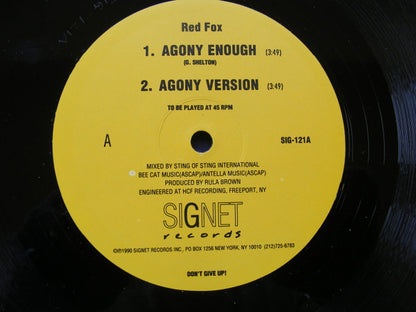 Red Fox
1. AGONY ENOUGH (3:49)
(G. SHELTON)
2. AGONY VERSION (3:49)
TO BE PLAYED AT 45 RPM
A
SIG-121A
MIXED BY STING OF STING INTERNATIONAL
BEE CAT MUSIC(ASCAP)/ANTELLA MUSIC(ASCAP)
PRODUCED BY RULA BROWN
ENGINEERED AT HCF RECORDING, FREEPORT, NY
SIGNET
records
©℗1990 SIGNET RECORDS INC., PO BOX 1256 NEW YORK, NY, 10010 (212)725-6783
DON'T GIVE UP!